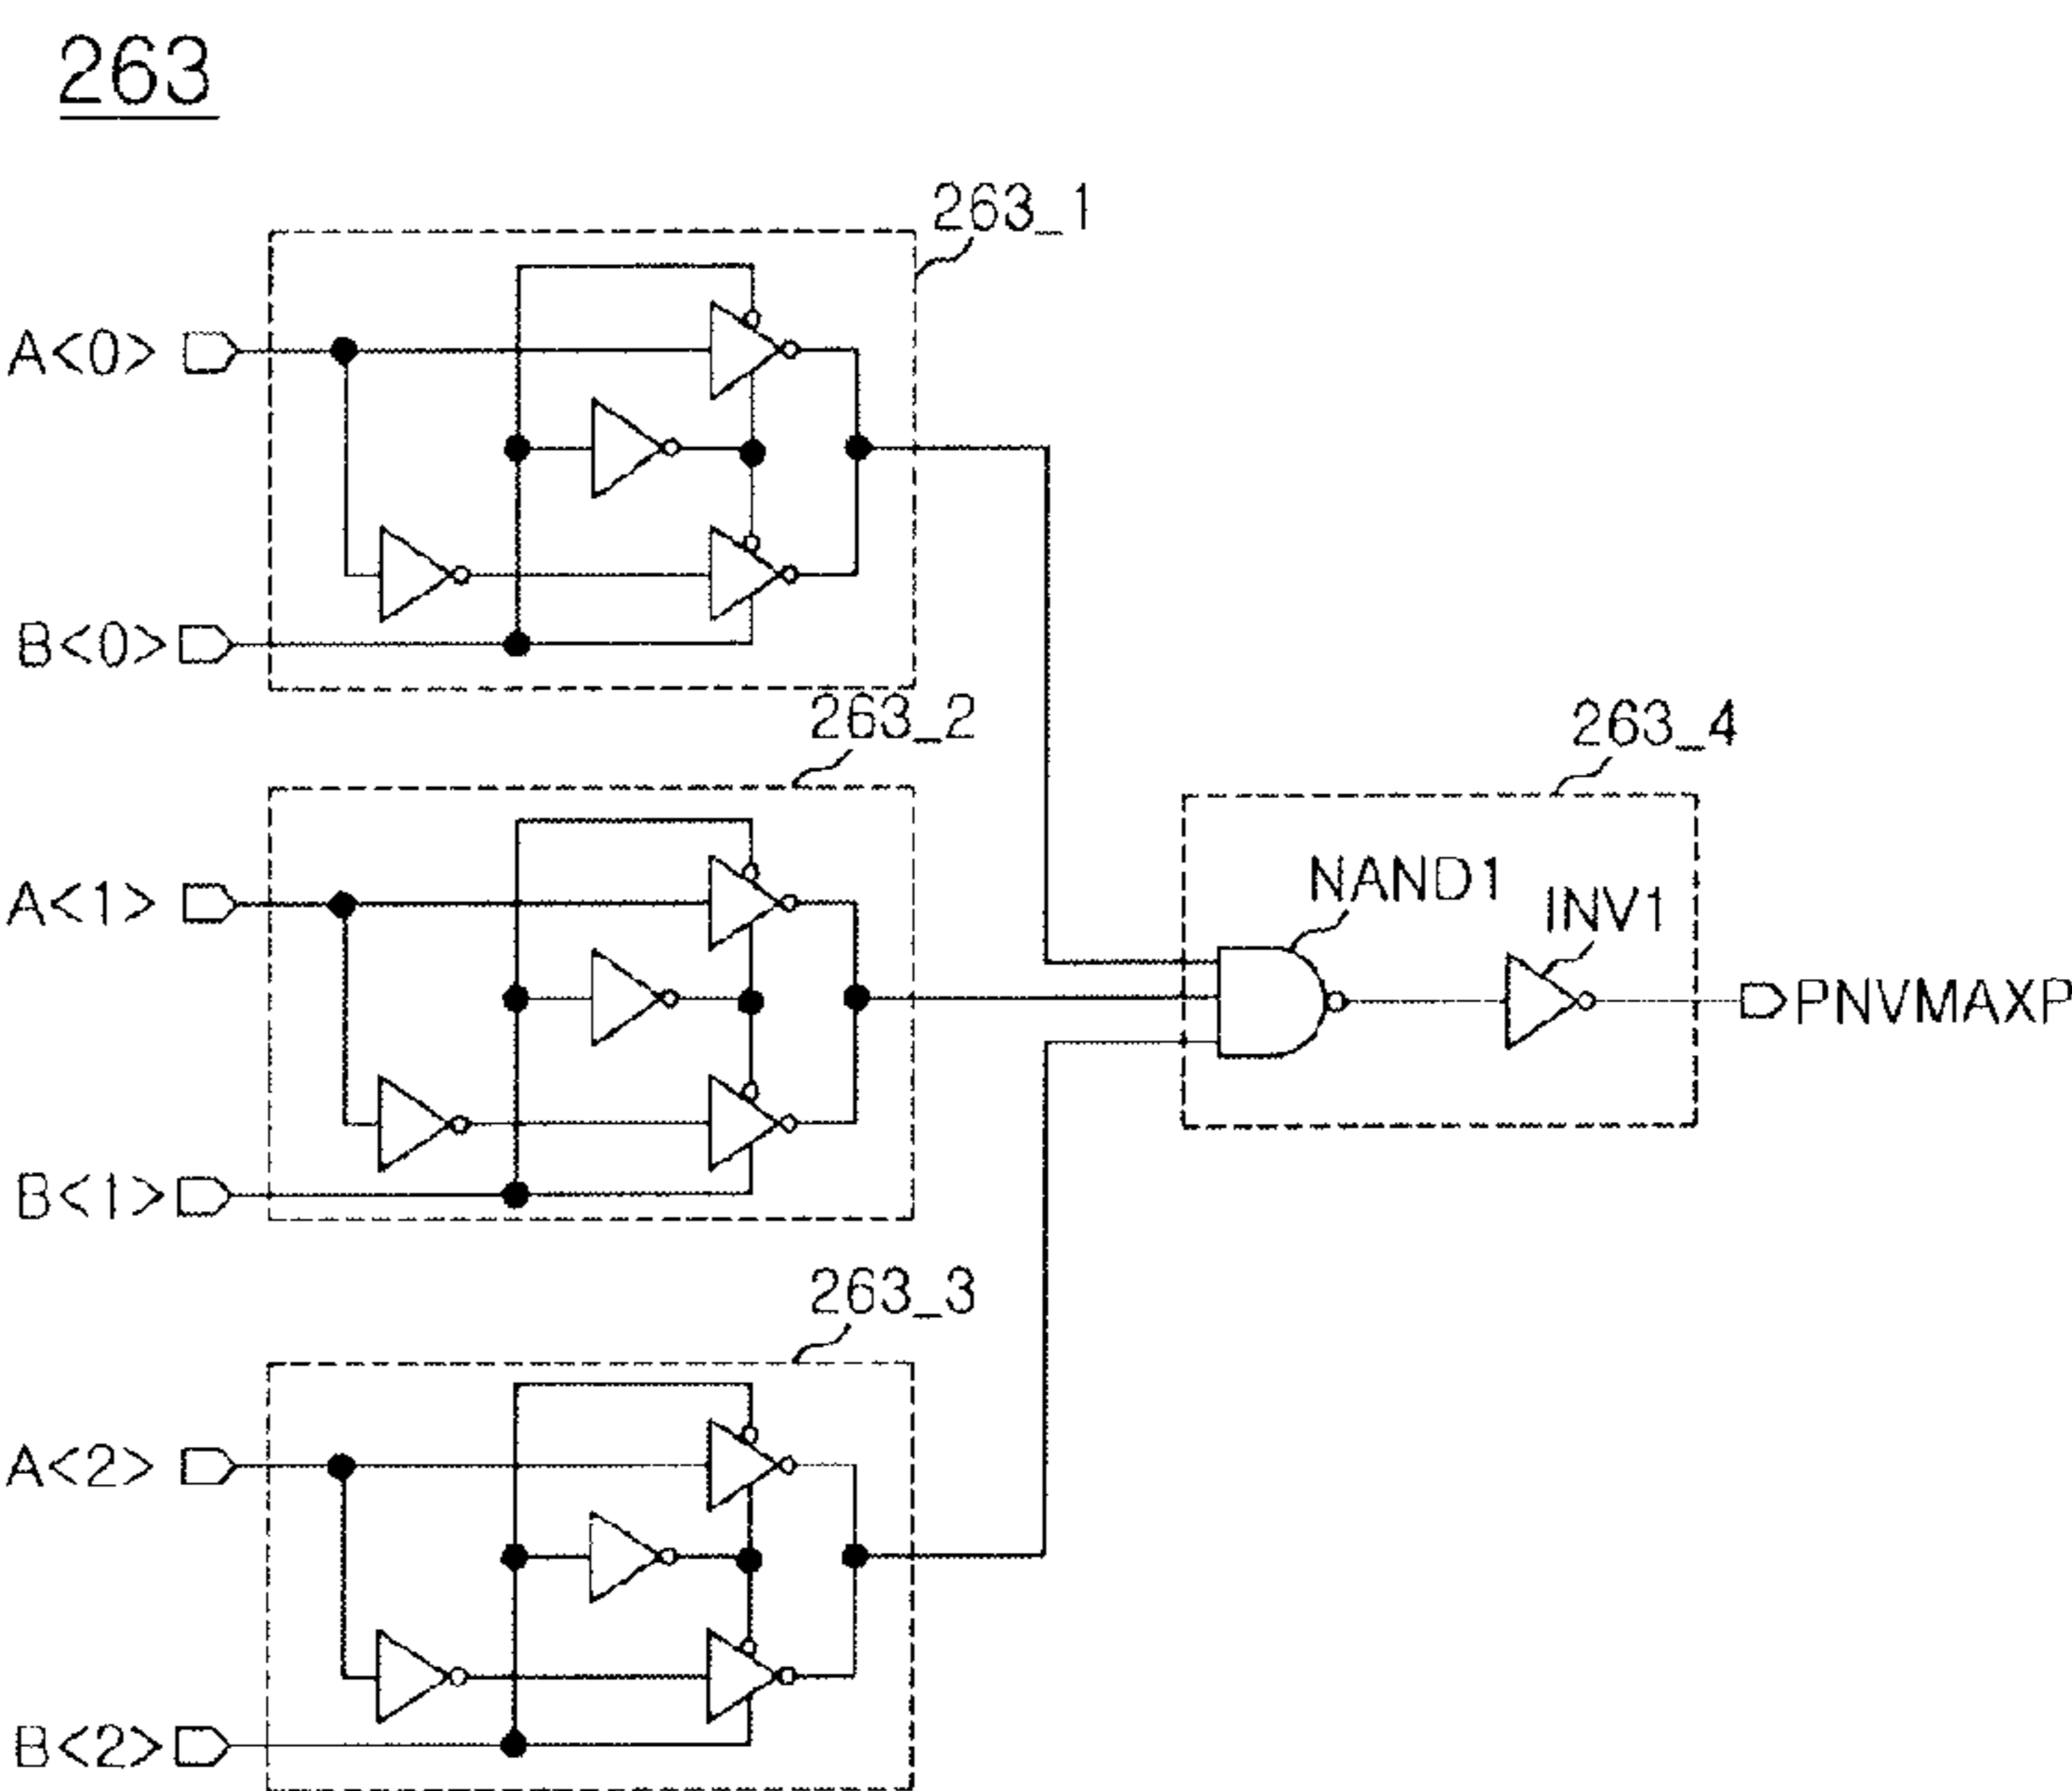 263
263_1
A<0>
B<0>
263_2
A<1>
B<1>
263_3
A<2>
B<2>
263_4
NAND1
INV1
PNVMAXP